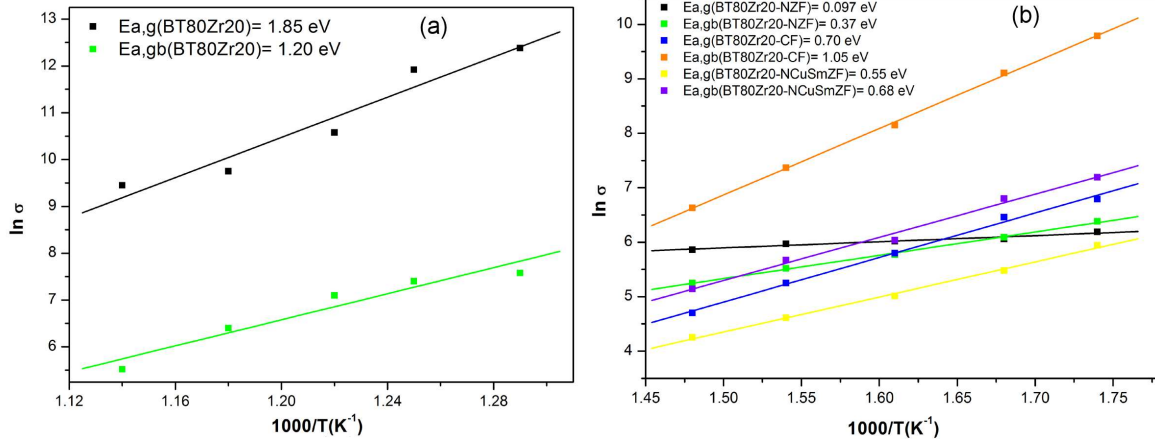 Ea,g(BT80Zr20)= 1.85 eV
Ea,gb(BT80Zr20)= 1.20 eV
(a)
13
12
11
10
9
8
7
6
ln σ
1.12
1.16
1.20
1.24
1.28
1000/T(K⁻¹)
Ea,g(BT80Zr20-NZF)= 0.097 eV
Ea,gb(BT80Zr20-NZF)= 0.37 eV
Ea,g(BT80Zr20-CF)= 0.70 eV
Ea,gb(BT80Zr20-CF)= 1.05 eV
Ea,g(BT80Zr20-NCuSmZF)= 0.55 eV
Ea,gb(BT80Zr20-NCuSmZF)= 0.68 eV
(b)
10
9
8
7
6
5
4
ln σ
1.45
1.50
1.55
1.60
1.65
1.70
1.75
1000/T(K⁻¹)